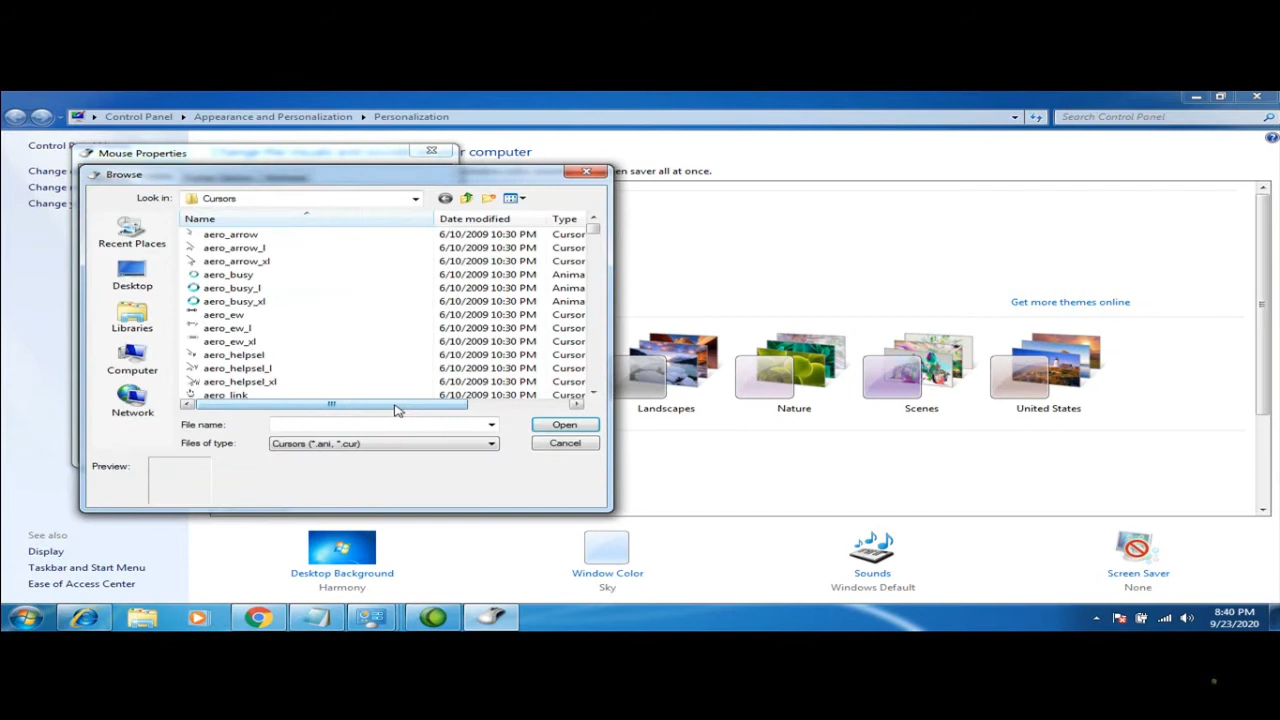 Control Panel
Appearance and Personalization
Personalization
Search Control Panel
Mouse Properties
computer
Change
saver all at once.
Change
Change
Browse
Look in:
Cursors
Name
Date modified
Type
aero_arrow 6/10/2009 10:30 PM Cursor
aero_arrow_l 6/10/2009 10:30 PM Cursor
aero_arrow_xl 6/10/2009 10:30 PM Cursor
aero_busy 6/10/2009 10:30 PM Anima
aero_busy_l 6/10/2009 10:30 PM Anima
aero_busy_xl 6/10/2009 10:30 PM Anima
aero_ew 6/10/2009 10:30 PM Cursor
aero_ew_l 6/10/2009 10:30 PM Cursor
aero_ew_xl 6/10/2009 10:30 PM Cursor
aero_helpsel 6/10/2009 10:30 PM Cursor
aero_helpsel_l 6/10/2009 10:30 PM Cursor
aero_helpsel_xl 6/10/2009 10:30 PM Cursor
aero_link 6/10/2009 10:30 PM Cursor
Recent Places
Desktop
Libraries
Computer
Network
File name:
Open
Files of type:
Cursors (*.ani, *.cur)
Cancel
Preview:
Get more themes online
Landscapes
Nature
Scenes
United States
See also
Display
Taskbar and Start Menu
Ease of Access Center
Desktop Background
Harmony
Window Color
Sky
Sounds
Windows Default
Screen Saver
None
8:40 PM
9/23/2020